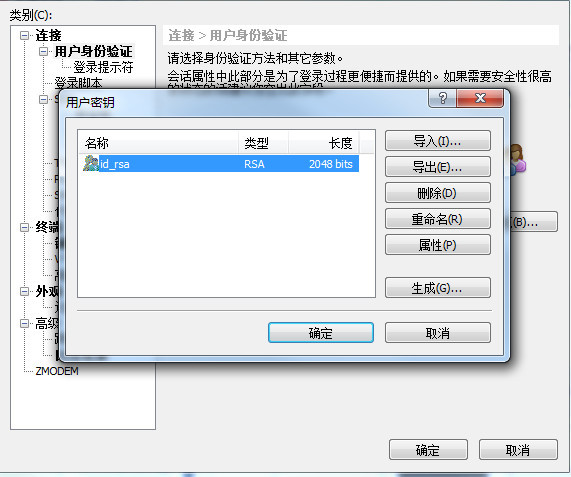 类别(C):
连接
用户身份验证
登录提示符
登录脚本
终端
外观
高级
ZMODEM
连接 > 用户身份验证
请选择身份验证方法和其它参数。
会话属性中此部分是为了登录过程更便捷而提供的。如果需要安全性很高
用户密钥
名称 类型 长度
id_rsa RSA 2048 bits
导入(I)...
导出(E)...
删除(D)
重命名(R)
属性(P)
生成(G)...
确定 取消
(B)...
确定 取消